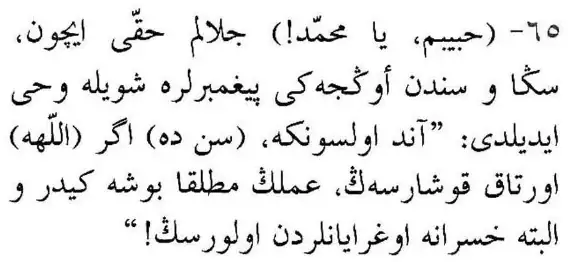 ٦٥- (حبيبم، يا محمّد!) جلالم حقّى ايچون،
سڭا و سندن أوڭجه‌كى پيغمبرلره شويله وحى
ايديلدى: ”آند اولسونكه، (سن ده) اگر (اللّٰهه)
اورتاق قوشارسه‌ڭ، عملڭ مطلقا بوشه كيدر و
البته خسرانه اوغرايانلردن اولورسڭ!“